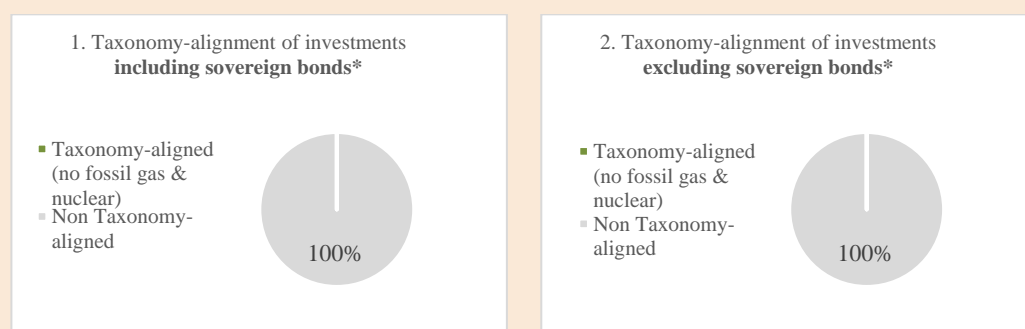 1. Taxonomy-alignment of investments
including sovereign bonds*
Taxonomy-aligned
(no fossil gas &
nuclear)
Non Taxonomy-
aligned
100%
2. Taxonomy-alignment of investments
excluding sovereign bonds*
Taxonomy-aligned
(no fossil gas &
nuclear)
Non Taxonomy-
aligned
100%